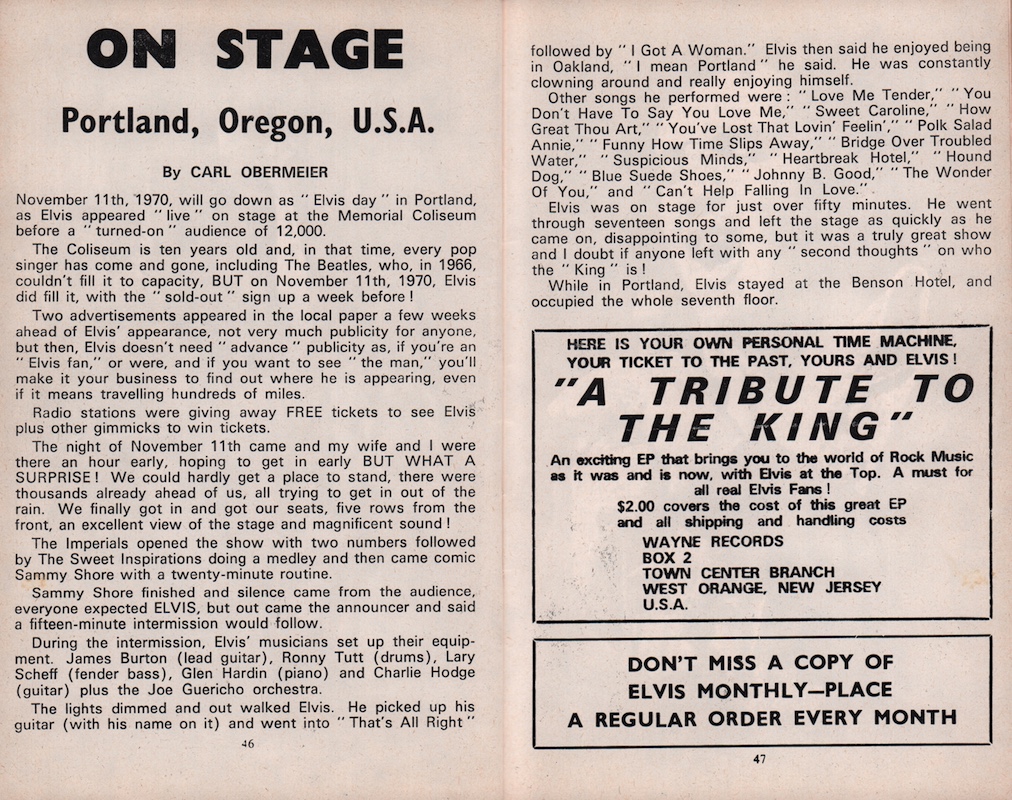 ON STAGE
Portland, Oregon, U.S.A.
By CARL OBERMEIER
November 11th, 1970, will go down as " Elvis day " in Portland,
as Elvis appeared " live " on stage at the Memorial Coliseum
before a " turned-on " audience of 12,000.
The Coliseum is ten years old and, in that time, every pop
singer has come and gone, including The Beatles, who, in 1966,
couldn't fill it to capacity, BUT on November 11th, 1970, Elvis
did fill it, with the " sold-out " sign up a week before !
Two advertisements appeared in the local paper a few weeks
ahead of Elvis' appearance, not very much publicity for anyone,
but then, Elvis doesn't need " advance " publicity as, if you're an
" Elvis fan," or were, and if you want to see " the man," you'll
make it your business to find out where he is appearing, even
if it means travelling hundreds of miles.
Radio stations were giving away FREE tickets to see Elvis
plus other gimmicks to win tickets.
The night of November 11th came and my wife and I were
there an hour early, hoping to get in early BUT WHAT A
SURPRISE ! We could hardly get a place to stand, there were
thousands already ahead of us, all trying to get in out of the
rain. We finally got in and got our seats, five rows from the
front, an excellent view of the stage and magnificent sound !
The Imperials opened the show with two numbers followed
by The Sweet Inspirations doing a medley and then came comic
Sammy Shore with a twenty-minute routine.
Sammy Shore finished and silence came from the audience,
everyone expected ELVIS, but out came the announcer and said
a fifteen-minute intermission would follow.
During the intermission, Elvis' musicians set up their equip-
ment. James Burton (lead guitar), Ronny Tutt (drums), Lary
Scheff (fender bass), Glen Hardin (piano) and Charlie Hodge
(guitar) plus the Joe Guericho orchestra.
The lights dimmed and out walked Elvis. He picked up his
guitar (with his name on it) and went into " That's All Right "
46
followed by " I Got A Woman." Elvis then said he enjoyed being
in Oakland, " I mean Portland " he said. He was constantly
clowning around and really enjoying himself.
Other songs he performed were : " Love Me Tender," " You
Don't Have To Say You Love Me," " Sweet Caroline," " How
Great Thou Art," " You've Lost That Lovin' Feelin'," " Polk Salad
Annie," " Funny How Time Slips Away," " Bridge Over Troubled
Water," " Suspicious Minds," " Heartbreak Hotel," " Hound
Dog," " Blue Suede Shoes," " Johnny B. Good," " The Wonder
Of You," and " Can't Help Falling In Love."
Elvis was on stage for just over fifty minutes. He went
through seventeen songs and left the stage as quickly as he
came on, disappointing to some, but it was a truly great show
and I doubt if anyone left with any " second thoughts " on who
the " King " is !
While in Portland, Elvis stayed at the Benson Hotel, and
occupied the whole seventh floor.
HERE IS YOUR OWN PERSONAL TIME MACHINE,
YOUR TICKET TO THE PAST, YOURS AND ELVIS !
"A TRIBUTE TO
THE KING"
An exciting EP that brings you to the world of Rock Music
as it was and is now, with Elvis at the Top. A must for
all real Elvis Fans !
$2.00 covers the cost of this great EP
and all shipping and handling costs
WAYNE RECORDS
BOX 2
TOWN CENTER BRANCH
WEST ORANGE, NEW JERSEY
U.S.A.
DON'T MISS A COPY OF
ELVIS MONTHLY—PLACE
A REGULAR ORDER EVERY MONTH
47